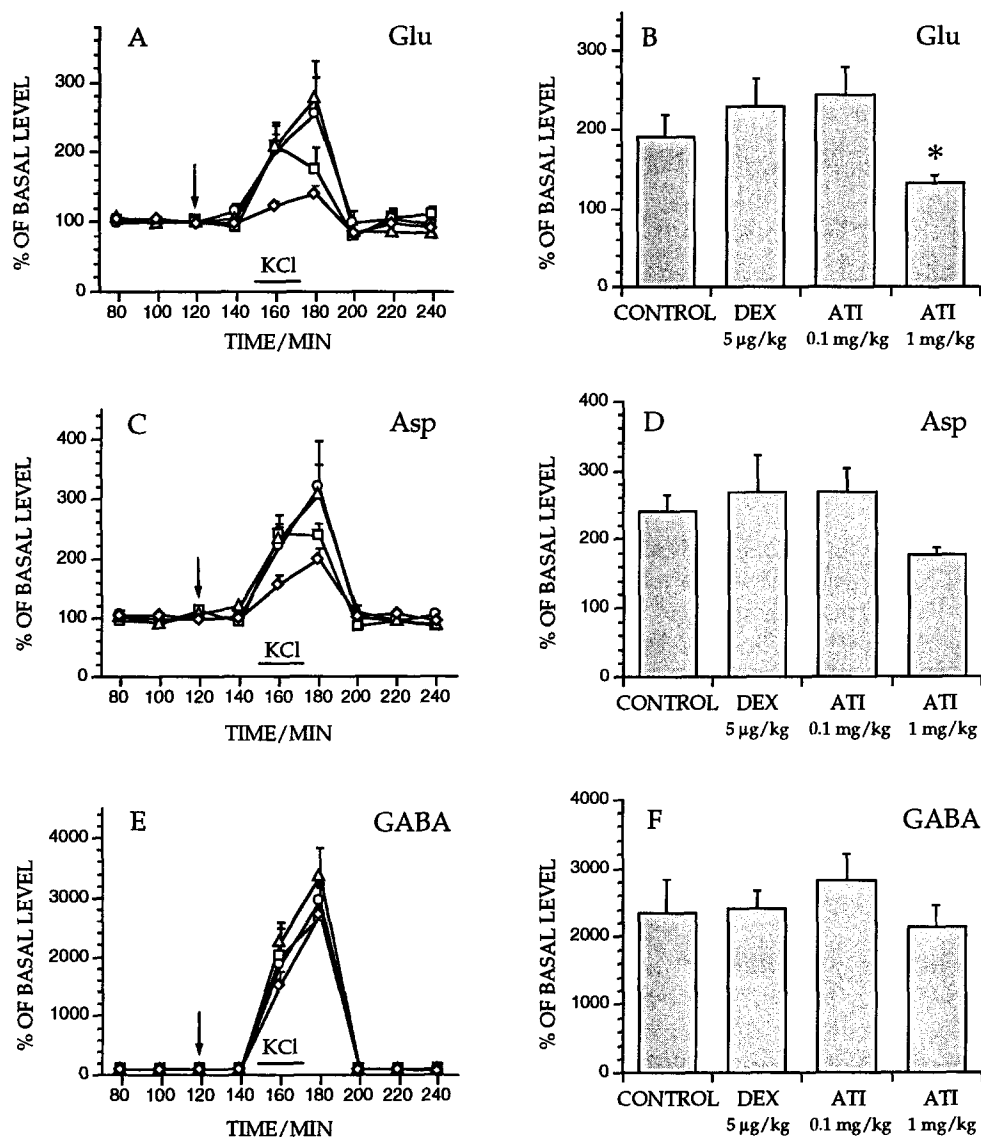 A Glu
% OF BASAL LEVEL
300
200
100
0
KCl
80 100 120 140 160 180 200 220 240
TIME/MIN
B Glu
% OF BASAL LEVEL
300
200
100
0
*
CONTROL DEX ATI ATI
5 µg/kg 0.1 mg/kg 1 mg/kg
C Asp
% OF BASAL LEVEL
400
300
200
100
0
KCl
80 100 120 140 160 180 200 220 240
TIME/MIN
D Asp
% OF BASAL LEVEL
400
300
200
100
0
CONTROL DEX ATI ATI
5 µg/kg 0.1 mg/kg 1 mg/kg
E GABA
% OF BASAL LEVEL
4000
3000
2000
1000
0
KCl
80 100 120 140 160 180 200 220 240
TIME/MIN
F GABA
% OF BASAL LEVEL
4000
3000
2000
1000
0
CONTROL DEX ATI ATI
5 µg/kg 0.1 mg/kg 1 mg/kg